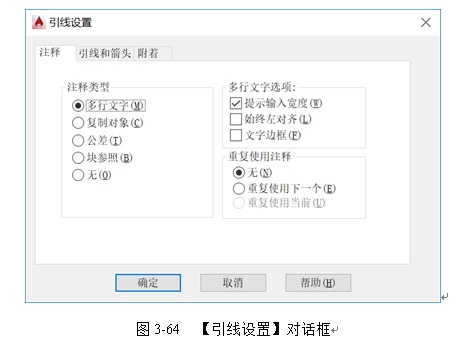 引线设置
注释 引线和箭头 附着
注释类型
多行文字(M)
复制对象(C)
公差(T)
块参照(B)
无(O)
多行文字选项:
提示输入宽度(W)
始终左对齐(L)
文字边框(F)
重复使用注释
无(N)
重复使用下一个(E)
重复使用当前(U)
确定 取消 帮助(H)
图 3-64 【引线设置】对话框